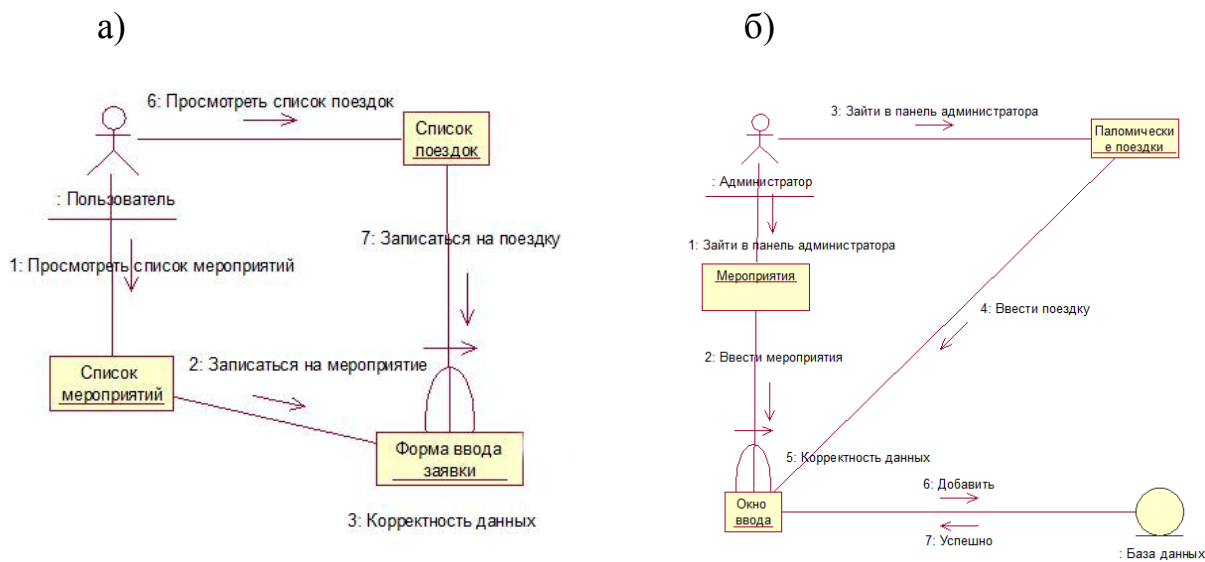 а)
6: Просмотреть список поездок
Список
поездок
: Пользователь
7: Записаться на поездку
1: Просмотреть список мероприятий
2: Записаться на мероприятие
Список
мероприятий
Форма ввода
заявки
3: Корректность данных
б)
3: Зайти в панель администратора
Паломически
е поездки
: Администратор
1: Зайти в панель администратора
Мероприятия
4: Ввести поездку
2: Ввести мероприятия
5: Корректность данных
6: Добавить
Окно
ввода
7: Успешно
: База данных